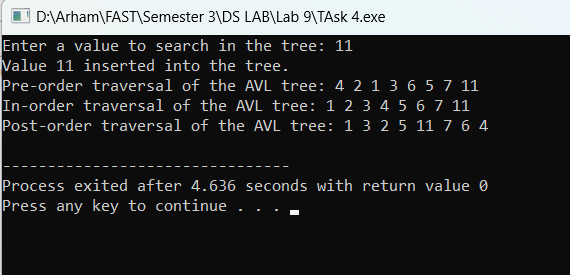 D:\Arham\FAST\Semester 3\DS LAB\Lab 9\TAsk 4.exe
Enter a value to search in the tree: 11
Value 11 inserted into the tree.
Pre-order traversal of the AVL tree: 4 2 1 3 6 5 7 11
In-order traversal of the AVL tree: 1 2 3 4 5 6 7 11
Post-order traversal of the AVL tree: 1 3 2 5 11 7 6 4
--------------------------------
Process exited after 4.636 seconds with return value 0
Press any key to continue . . .